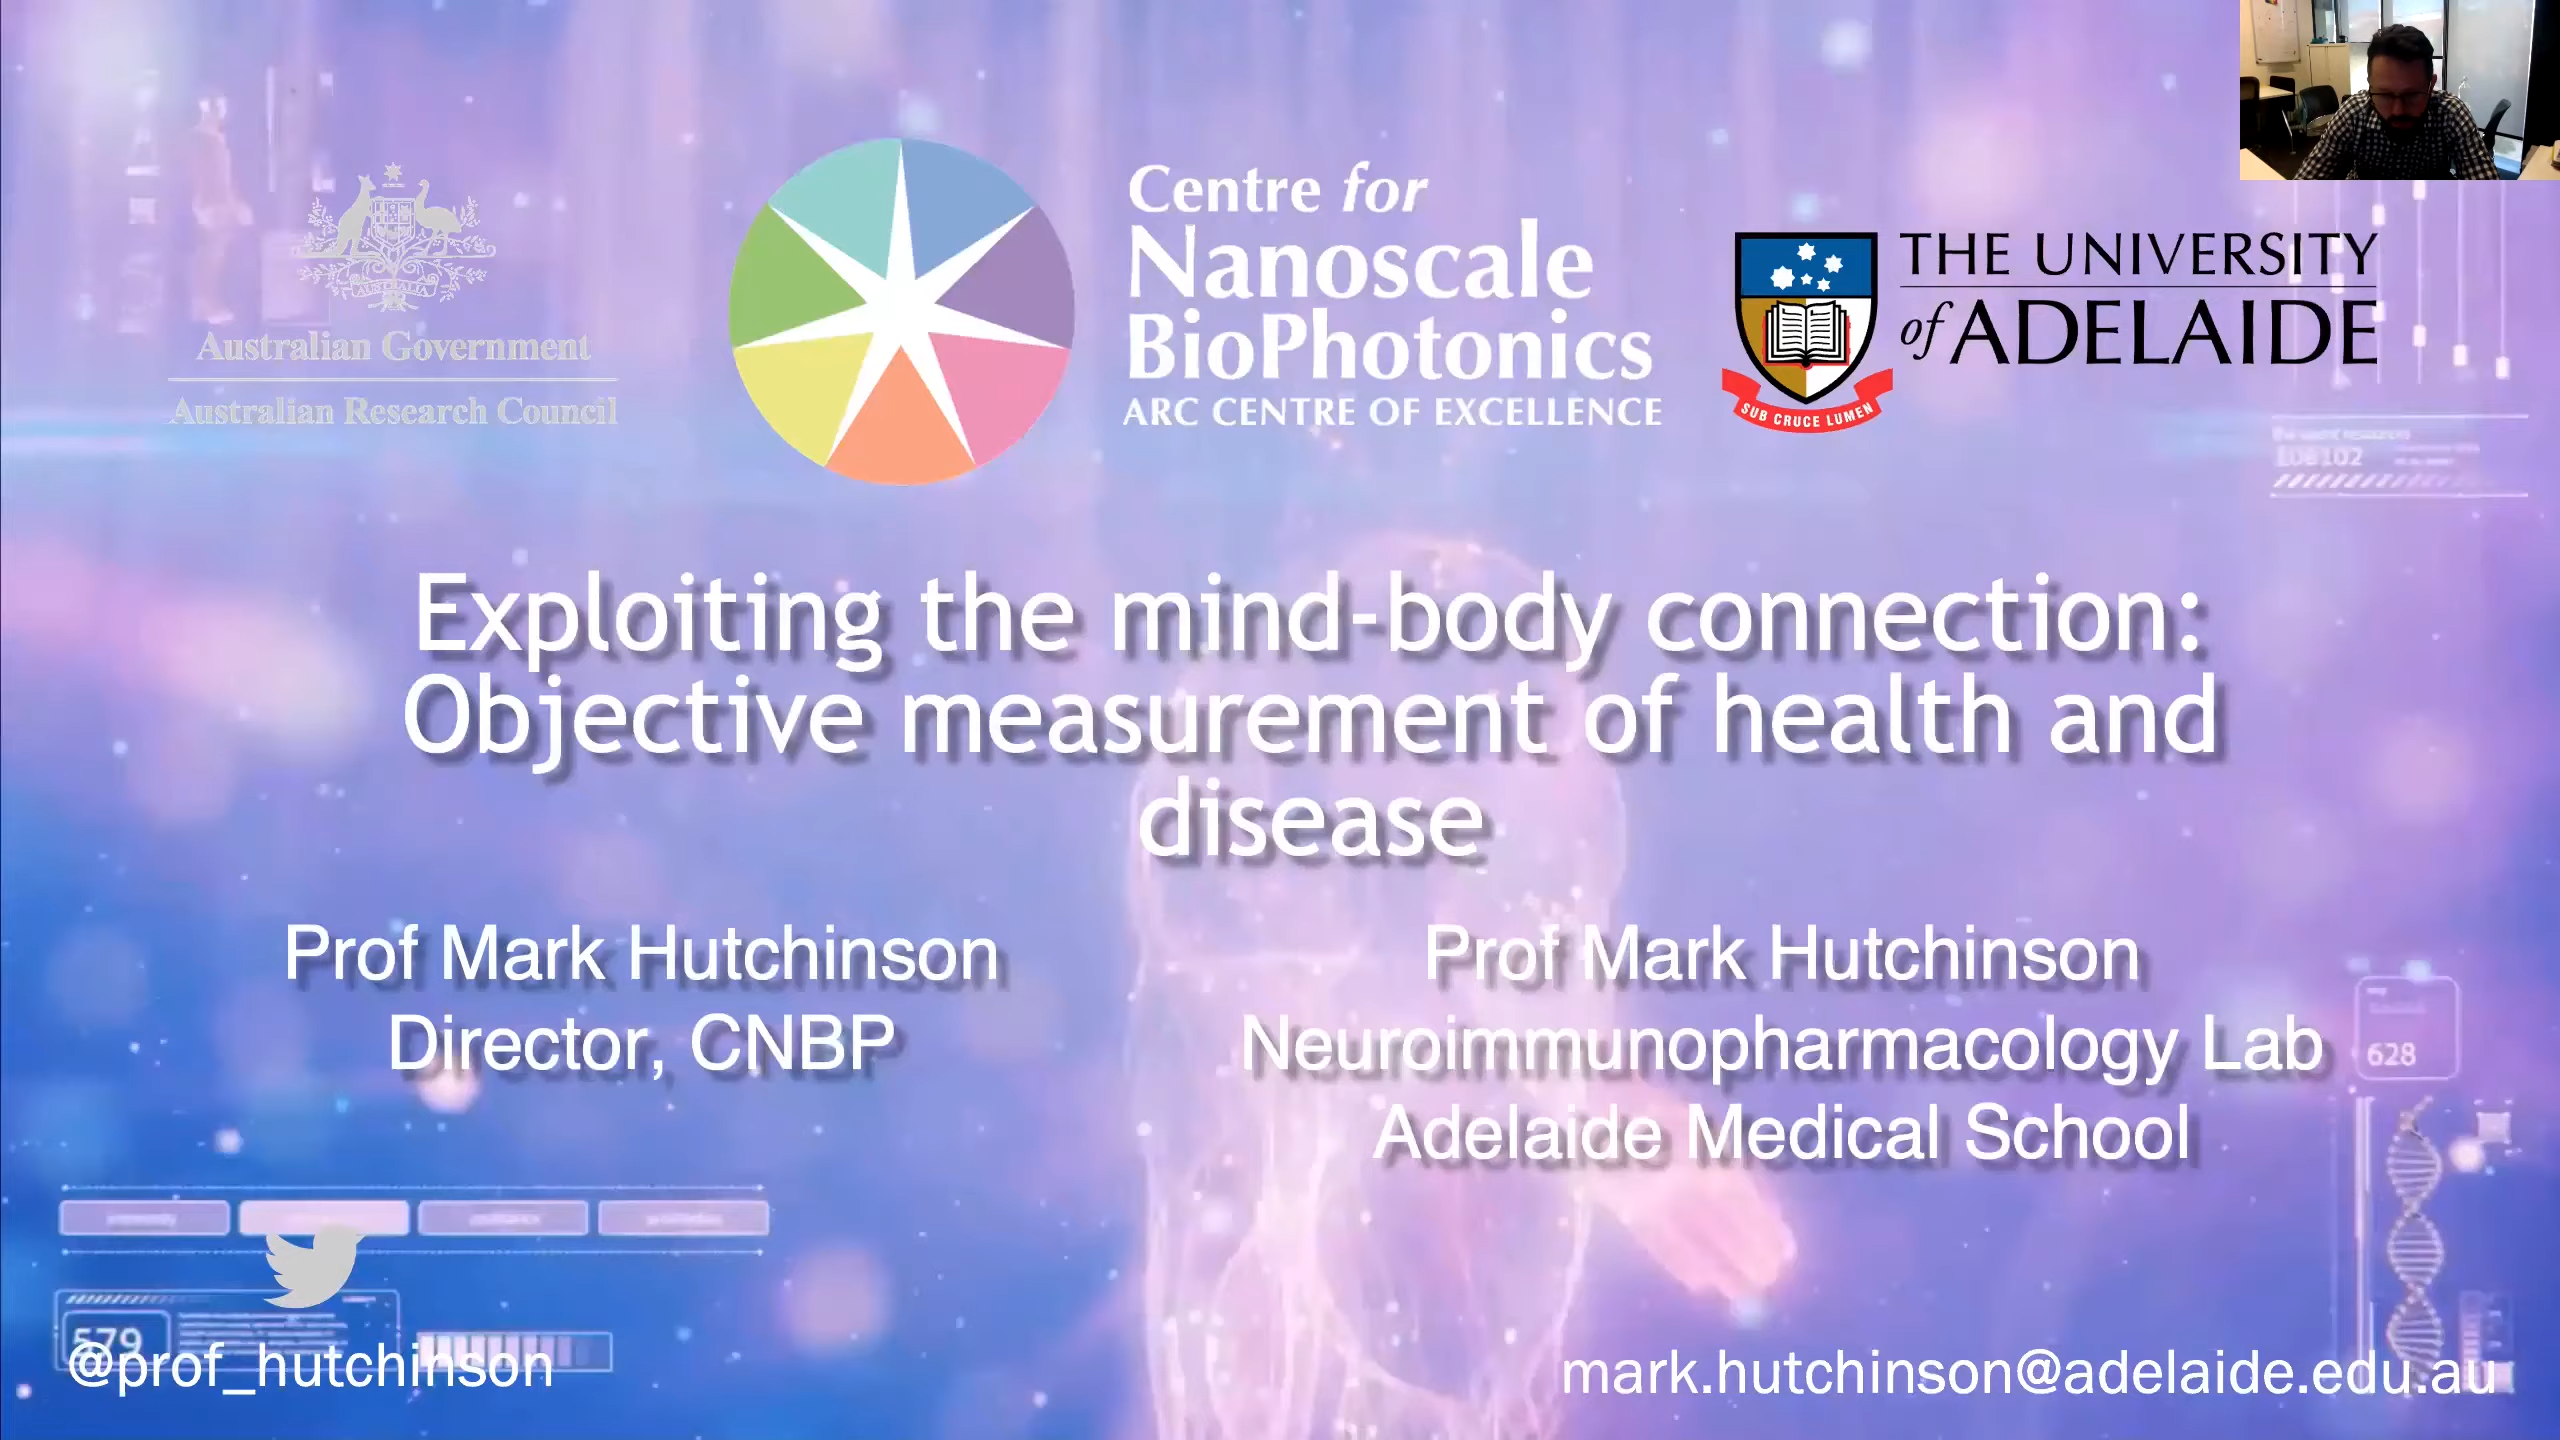 Australian Government
Australian Research Council
AUSTRALIA
Centre for
Nanoscale
BioPhotonics
ARC CENTRE OF EXCELLENCE
THE UNIVERSITY
of ADELAIDE
SUB CRUCE LUMEN
108102
Exploiting the mind-body connection:
Objective measurement of health and
disease
Prof Mark Hutchinson
Director, CNBP
Prof Mark Hutchinson
Neuroimmunopharmacology Lab
Adelaide Medical School
628
579
@prof_hutchinson
mark.hutchinson@adelaide.edu.au